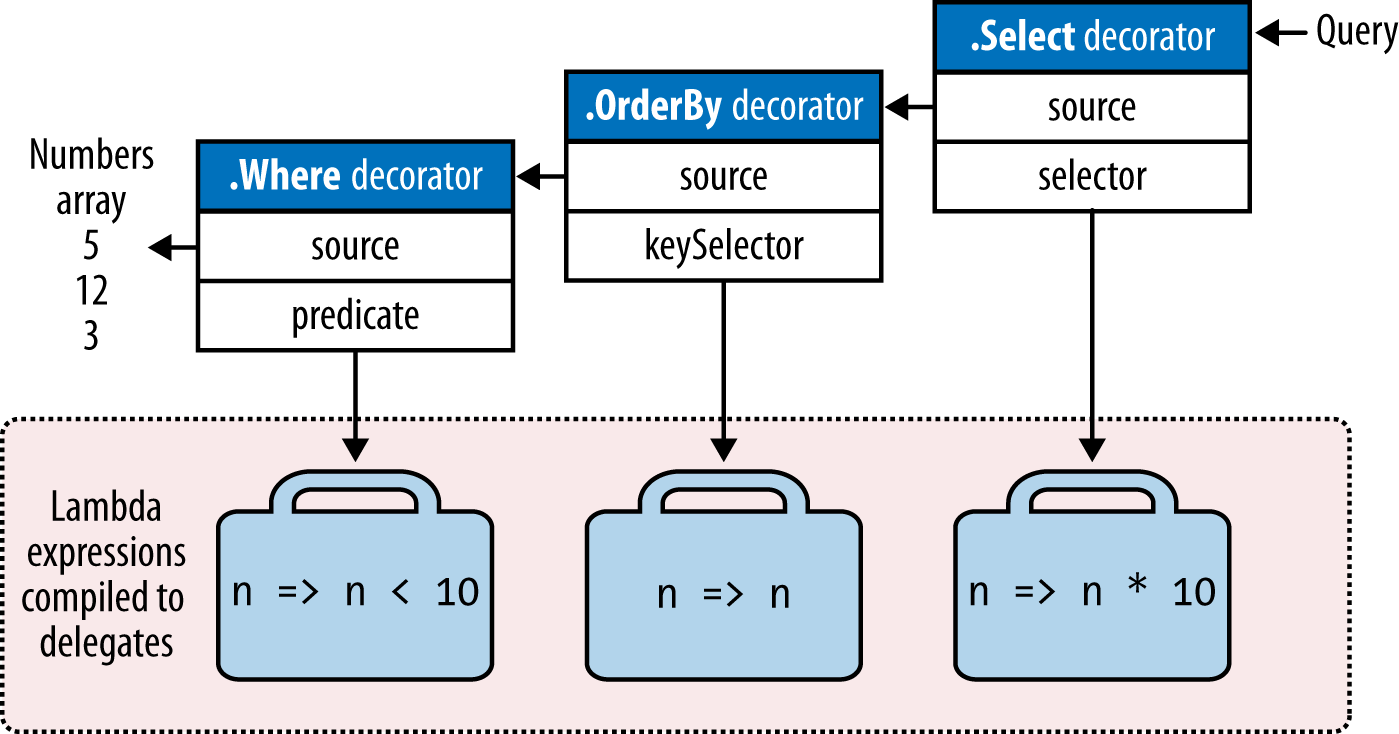 .Select decorator
Query
source
selector
.OrderBy decorator
source
keySelector
.Where decorator
source
predicate
Numbers
array
5
12
3
Lambda
expressions
compiled to
delegates
n => n < 10
n => n
n => n * 10